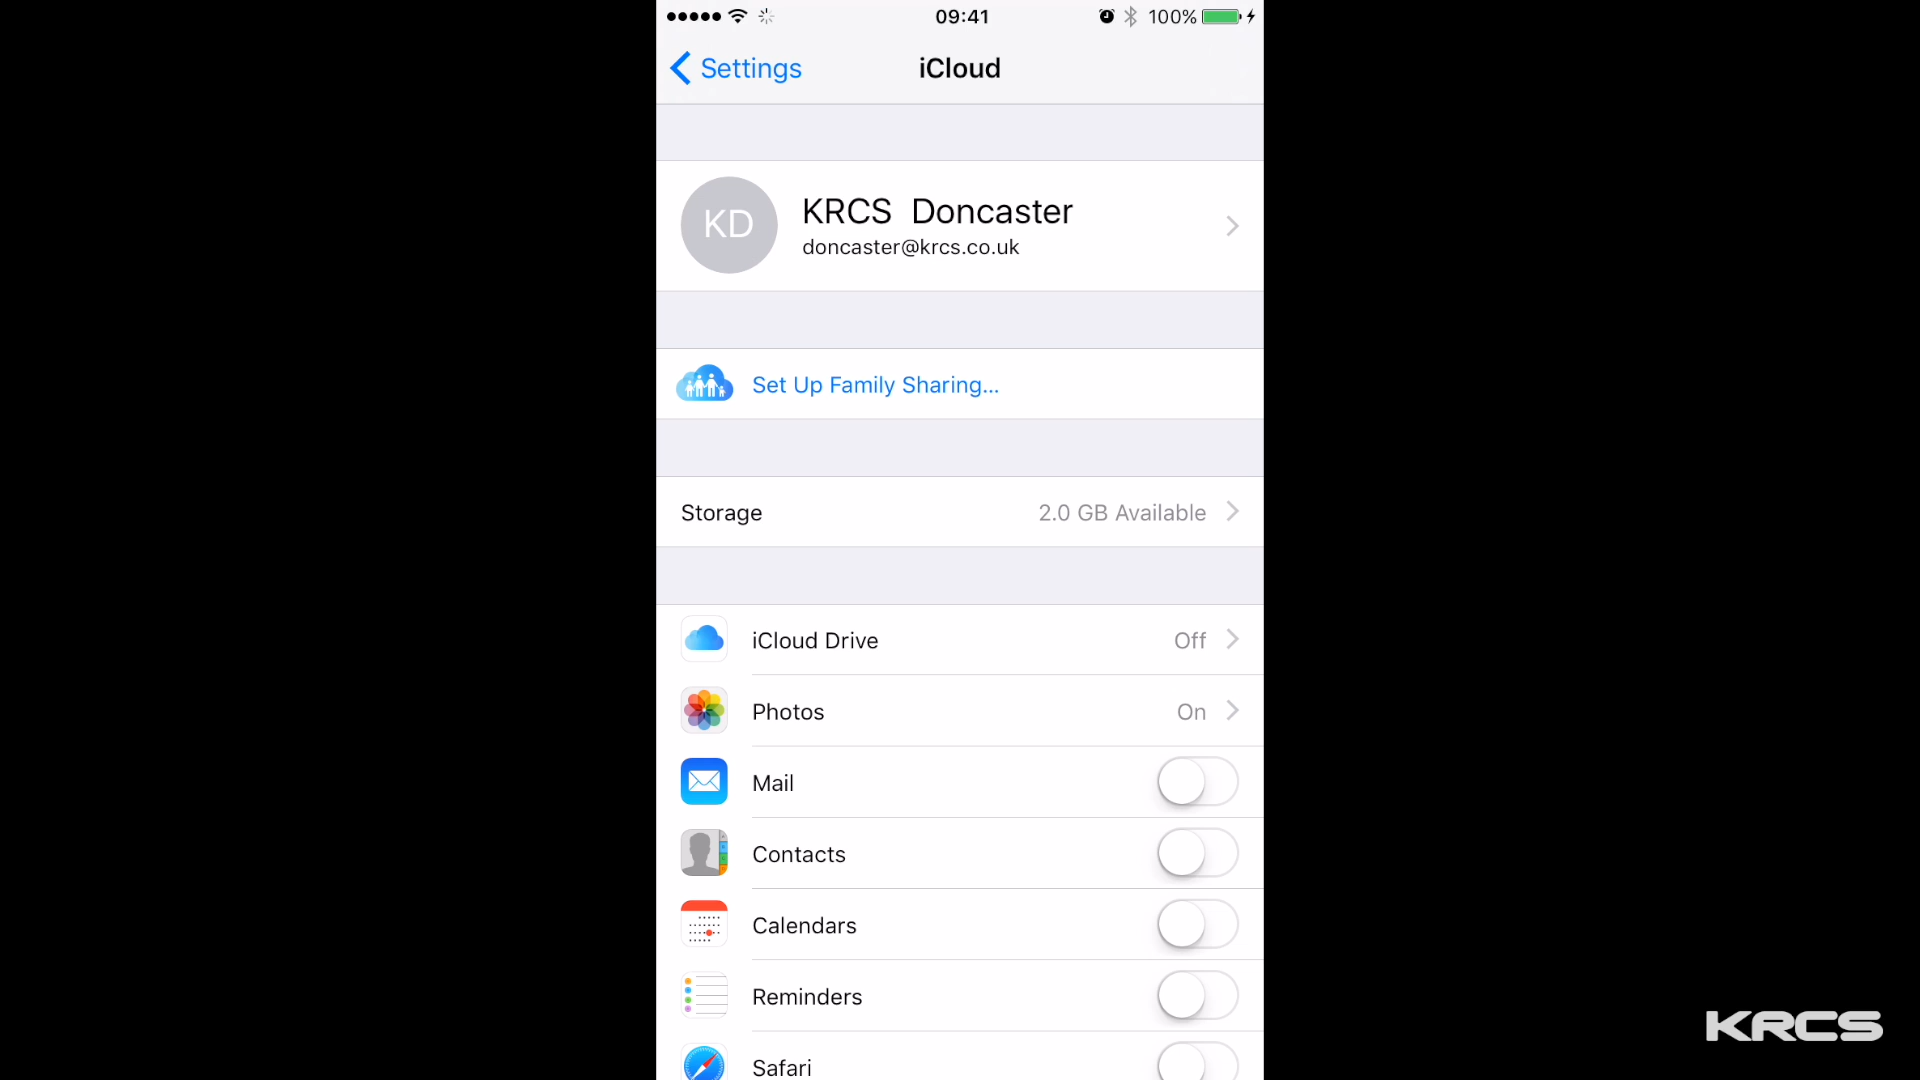 09:41
100%
Settings
iCloud
KD
KRCS Doncaster
doncaster@krcs.co.uk
Set Up Family Sharing...
Storage
2.0 GB Available
iCloud Drive
Off
Photos
On
Mail
Contacts
Calendars
Reminders
Safari
KRCS